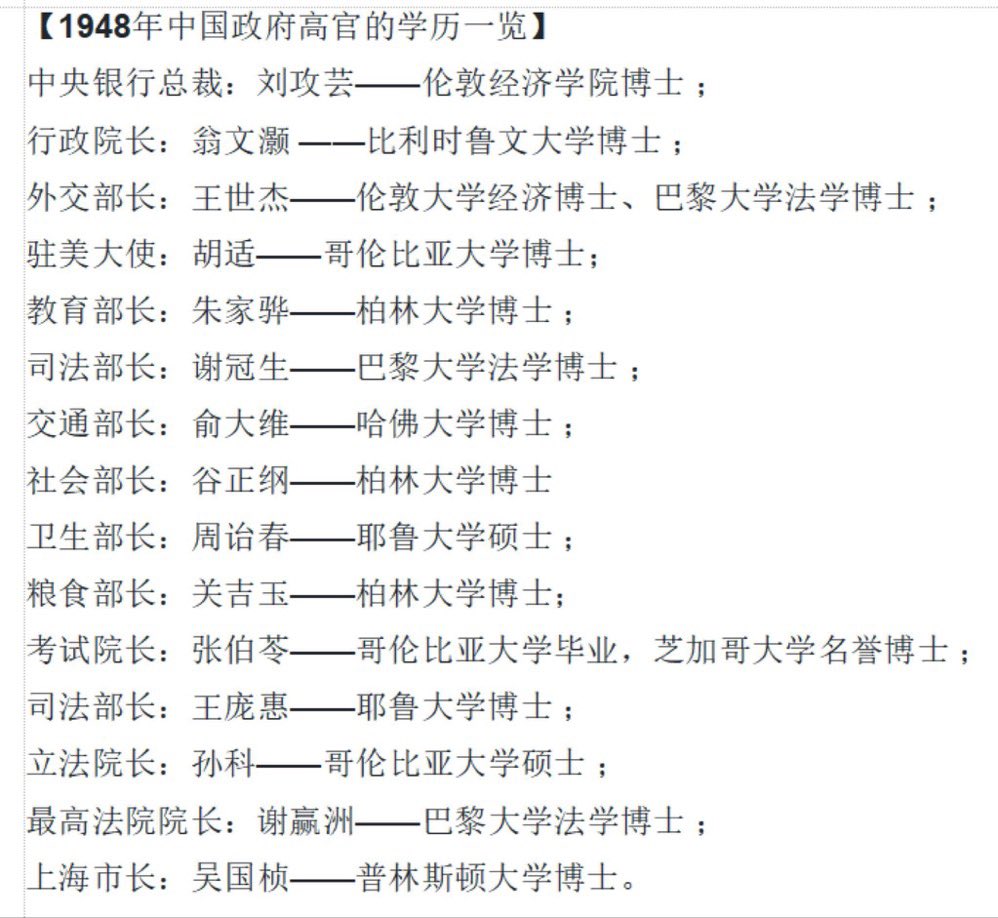 【1948年中国政府高官的学历一览】
中央银行总裁：刘攻芸——伦敦经济学院博士；
行政院长：翁文灏 ——比利时鲁文大学博士；
外交部长：王世杰——伦敦大学经济博士、巴黎大学法学博士；
驻美大使：胡适——哥伦比亚大学博士；
教育部长：朱家骅——柏林大学博士；
司法部长：谢冠生——巴黎大学法学博士；
交通部长：俞大维——哈佛大学博士；
社会部长：谷正纲——柏林大学博士
卫生部长：周诒春——耶鲁大学硕士；
粮食部长：关吉玉——柏林大学博士；
考试院长：张伯苓——哥伦比亚大学毕业，芝加哥大学名誉博士；
司法部长：王庞惠——耶鲁大学博士；
立法院长：孙科——哥伦比亚大学硕士；
最高法院院长：谢赢洲——巴黎大学法学博士；
上海市长：吴国桢——普林斯顿大学博士。